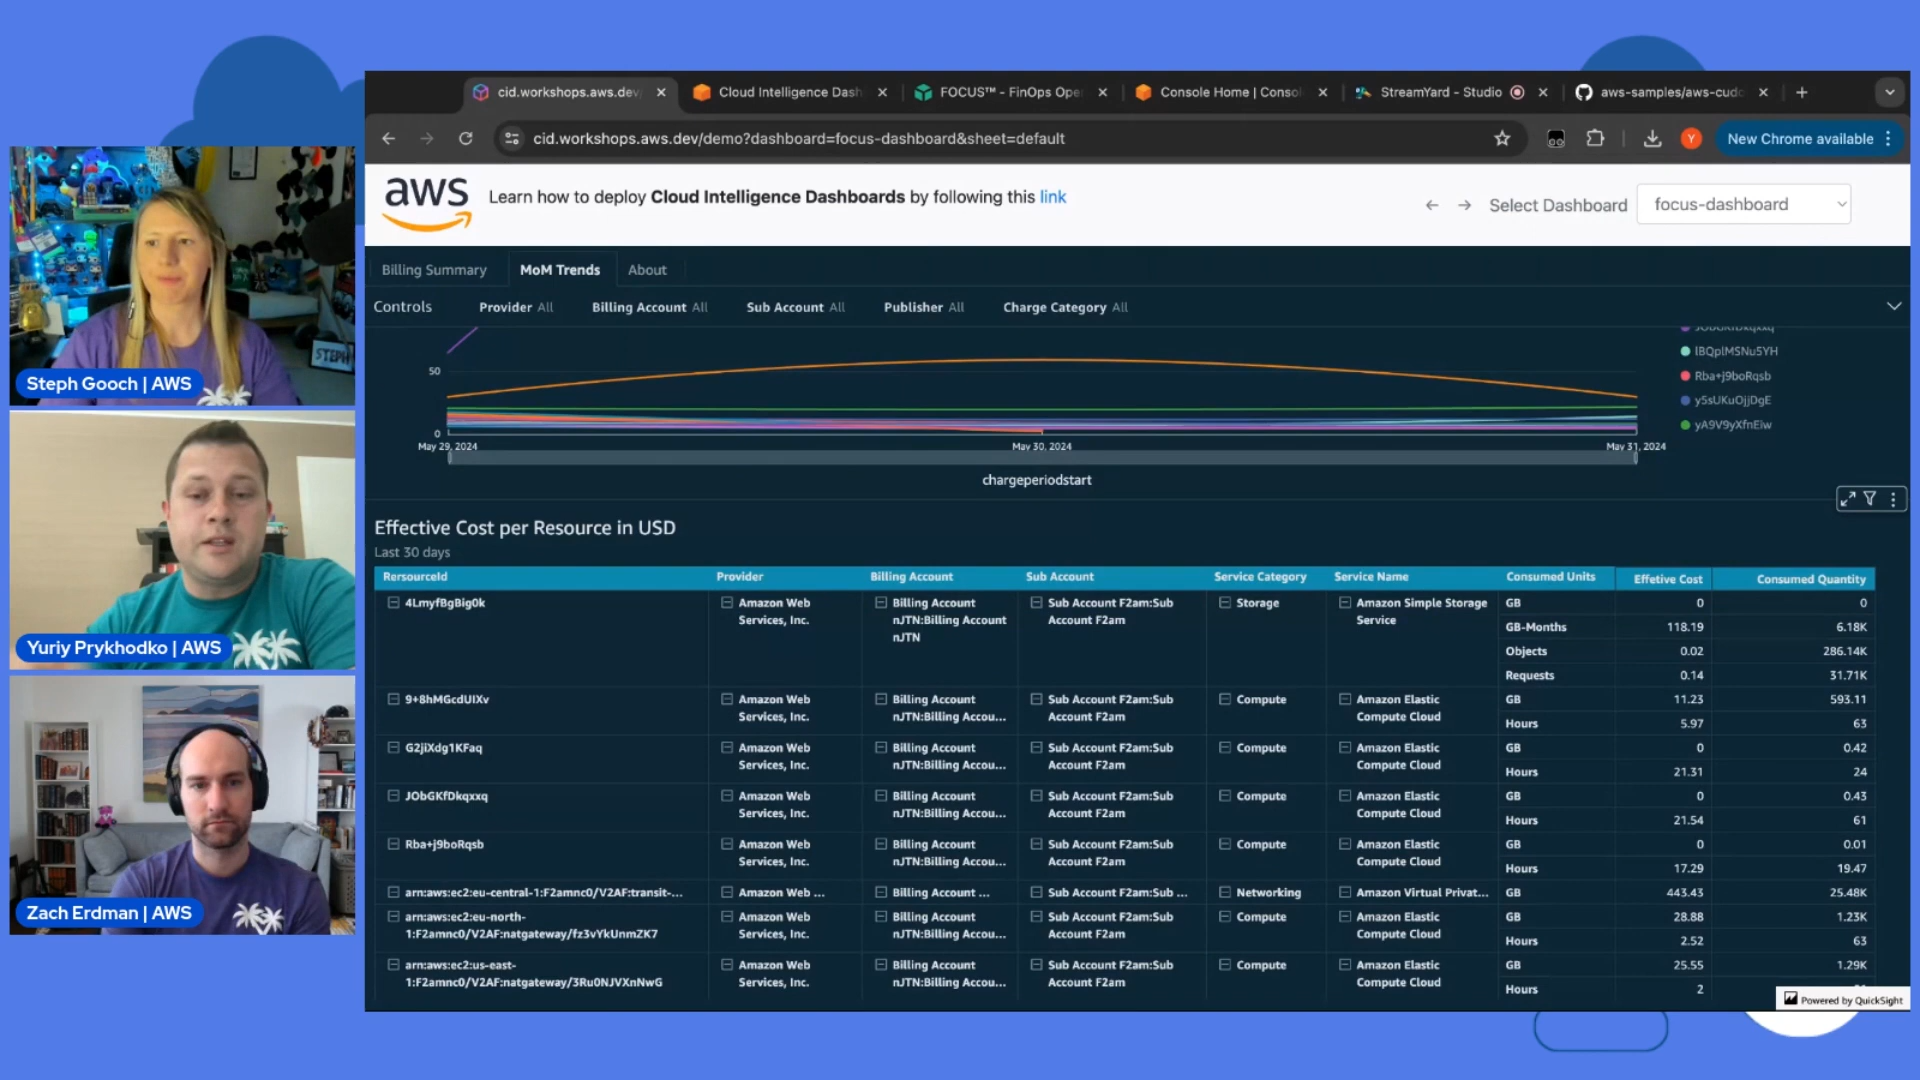 cid.workshops.aws.dev
Cloud Intelligence Dash
FOCUS™ - FinOps Ope
Console Home | Consol
StreamYard - Studio
aws-samples/aws-cudo
cid.workshops.aws.dev/demo?dashboard=focus-dashboard&sheet=default
New Chrome available
Y
aws
Learn how to deploy Cloud Intelligence Dashboards by following this link
Select Dashboard
focus-dashboard
Billing Summary
MoM Trends
About
Controls
Provider All
Billing Account All
Sub Account All
Publisher All
Charge Category All
JObGKfDkqxxq
lBQplMSNu5YH
Rba+j9boRqsb
y5sUKuOjjDgE
yA9V9yXfnEiw
50
0
May 29, 2024
May 30, 2024
May 31, 2024
chargeperiodstart
Effective Cost per Resource in USD
Last 30 days
RersourceId Provider Billing Account Sub Account Service Category Service Name Consumed Units Effetive Cost Consumed Quantity
4LmyfBgBig0k Amazon Web Billing Account Sub Account F2am:Sub Storage Amazon Simple Storage GB 0 0
Services, Inc. nJTN:Billing Account Account F2am Service
GB-Months 118.19 6.18K
nJTN
Objects 0.02 286.14K
Requests 0.14 31.71K
9+8hMGcdUIXv Amazon Web Billing Account Sub Account F2am:Sub Compute Amazon Elastic GB 11.23 593.11
Services, Inc. nJTN:Billing Accou... Account F2am Compute Cloud Hours 5.97 63
G2jiXdg1KFaq Amazon Web Billing Account Sub Account F2am:Sub Compute Amazon Elastic GB 0 0.42
Services, Inc. nJTN:Billing Accou... Account F2am Compute Cloud Hours 21.31 24
JObGKfDkqxxq Amazon Web Billing Account Sub Account F2am:Sub Compute Amazon Elastic GB 0 0.43
Services, Inc. nJTN:Billing Accou... Account F2am Compute Cloud Hours 21.54 61
Rba+j9boRqsb Amazon Web Billing Account Sub Account F2am:Sub Compute Amazon Elastic GB 0 0.01
Services, Inc. nJTN:Billing Accou... Account F2am Compute Cloud Hours 17.29 19.47
arn:aws:ec2:eu-central-1:F2amnc0/V2AF:transit-... Amazon Web ... Billing Account ... Sub Account F2am:Sub ... Networking Amazon Virtual Privat... GB 443.43 25.48K
arn:aws:ec2:eu-north- Amazon Web Billing Account Sub Account F2am:Sub Compute Amazon Elastic GB 28.88 1.23K
1:F2amnc0/V2AF:natgateway/fz3vYkUnmZK7 Services, Inc. nJTN:Billing Accou... Account F2am Compute Cloud Hours 2.52 63
arn:aws:ec2:us-east- Amazon Web Billing Account Sub Account F2am:Sub Compute Amazon Elastic GB 25.55 1.29K
1:F2amnc0/V2AF:natgateway/3Ru0NJVXnNwG Services, Inc. nJTN:Billing Accou... Account F2am Compute Cloud Hours 2
Powered by QuickSight
STEPH
Steph Gooch | AWS
Yuriy Prykhodko | AWS
Zach Erdman | AWS